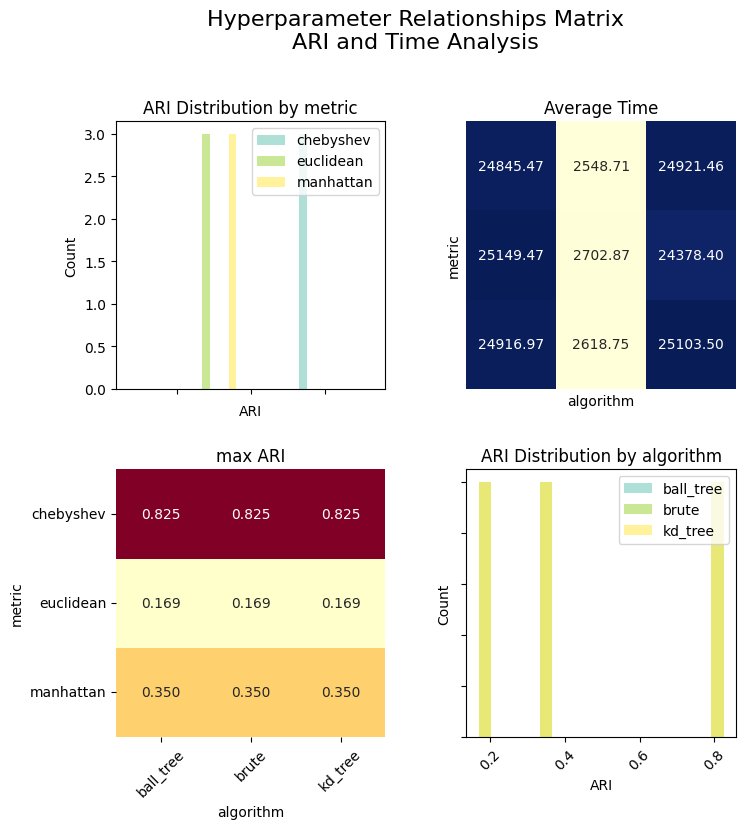 Hyperparameter Relationships Matrix
ARI and Time Analysis
ARI Distribution by metric
3.0
2.5
2.0
1.5
1.0
0.5
0.0
Count
ARI
chebyshev
euclidean
manhattan
Average Time
metric
24845.47 2548.71 24921.46
25149.47 2702.87 24378.40
24916.97 2618.75 25103.50
algorithm
max ARI
metric
chebyshev 0.825 0.825 0.825
euclidean 0.169 0.169 0.169
manhattan 0.350 0.350 0.350
ball_tree brute kd_tree
algorithm
ARI Distribution by algorithm
ball_tree
brute
kd_tree
Count
0.2 0.4 0.6 0.8
ARI